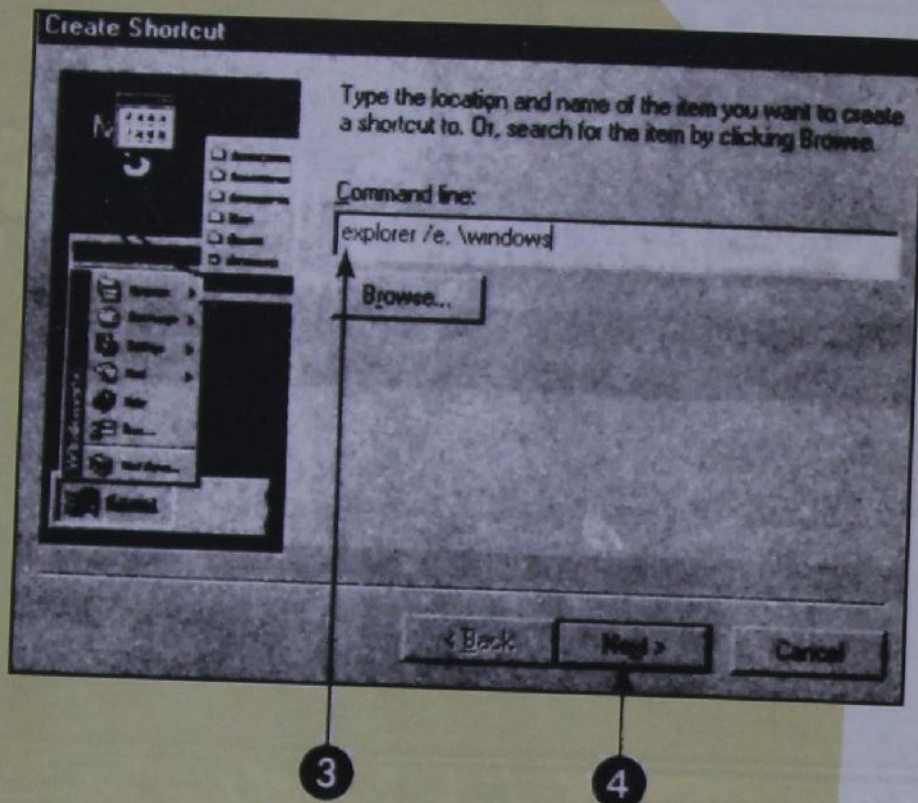 Create Shortcut
Type the location and name of the item you want to create
a shortcut to. Or, search for the item by clicking Browse.
Command line:
explorer /e, \windows
Browse...
< Back
Next >
Cancel
3
4